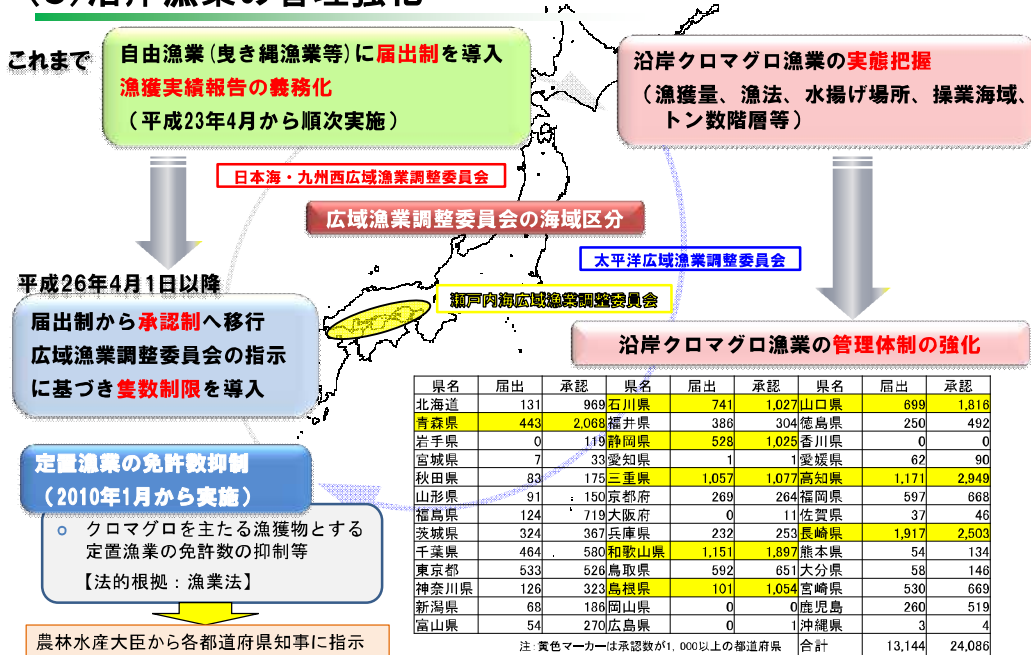 (3)沿岸漁業の管理強化
これまで
自由漁業(曳き縄漁業等)に届出制を導入
漁獲実績報告の義務化
(平成23年4月から順次実施)
沿岸クロマグロ漁業の実態把握
(漁獲量、漁法、水揚げ場所、操業海域、
トン数階層等)
日本海・九州西広域漁業調整委員会
広域漁業調整委員会の海域区分
太平洋広域漁業調整委員会
瀬戸内海広域漁業調整委員会
平成26年4月1日以降
届出制から承認制へ移行
広域漁業調整委員会の指示
に基づき隻数制限を導入
沿岸クロマグロ漁業の管理体制の強化
定置漁業の免許数抑制
(2010年1月から実施)
○ クロマグロを主たる漁獲物とする
定置漁業の免許数の抑制等
【法的根拠:漁業法】
農林水産大臣から各都道府県知事に指示
県名 届出 承認 県名 届出 承認 県名 届出 承認
北海道 131 969 石川県 741 1,027 山口県 699 1,816
青森県 443 2,068 福井県 386 304 徳島県 250 492
岩手県 0 119 静岡県 528 1,025 香川県 0 0
宮城県 7 33 愛知県 1 1 愛媛県 62 90
秋田県 83 175 三重県 1,057 1,077 高知県 1,171 2,949
山形県 91 150 京都府 269 264 福岡県 597 668
福島県 124 719 大阪府 0 11 佐賀県 37 46
茨城県 324 367 兵庫県 232 253 長崎県 1,917 2,503
千葉県 464 580 和歌山県 1,151 1,897 熊本県 54 134
東京都 533 526 鳥取県 592 651 大分県 58 146
神奈川県 126 323 島根県 101 1,054 宮崎県 530 669
新潟県 68 186 岡山県 0 0 鹿児島 260 519
富山県 54 270 広島県 0 1 沖縄県 3 4
注:黄色マーカーは承認数が1,000以上の都道府県 合計 13,144 24,086